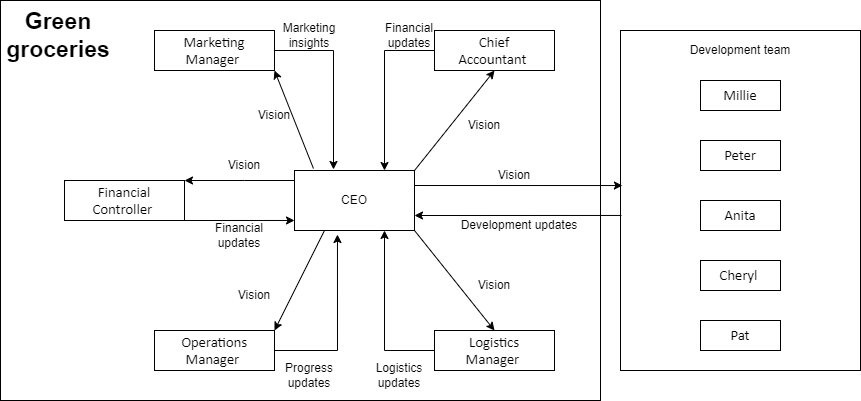 Green
groceries
Marketing
Manager
Marketing
insights
Financial
updates
Chief
Accountant
Vision
Vision
Vision
Financial
Controller
Financial
updates
CEO
Vision
Development updates
Vision
Vision
Operations
Manager
Progress
updates
Logistics
updates
Logistics
Manager
Development team
Millie
Peter
Anita
Cheryl
Pat